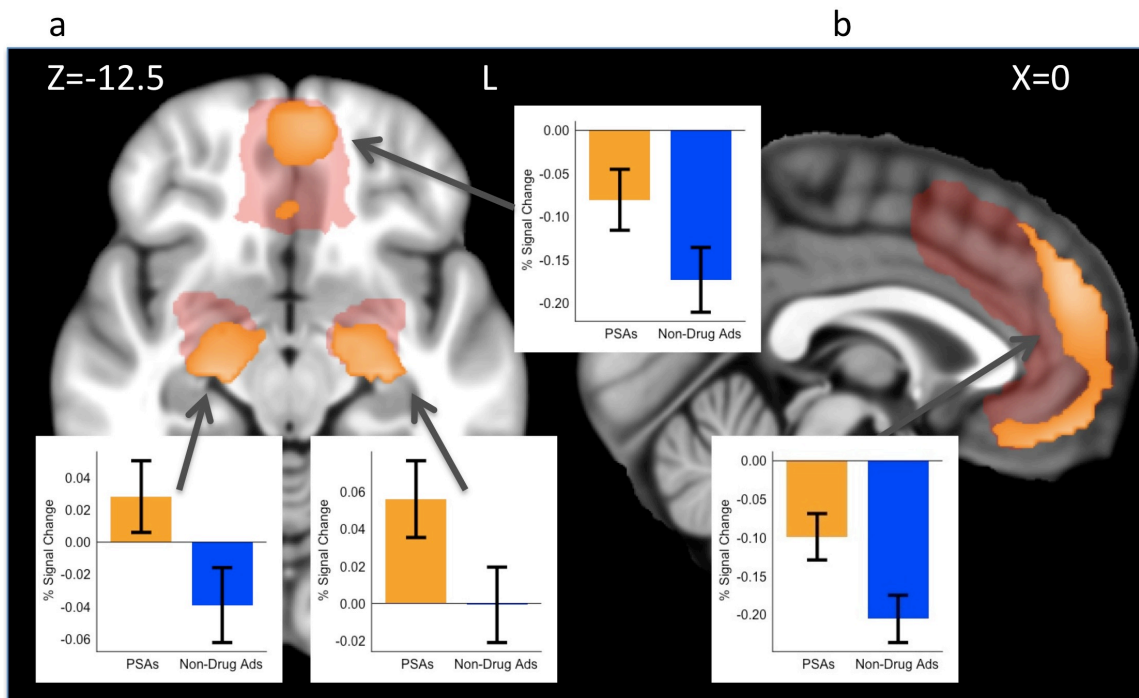 a
b
Z=-12.5
L
X=0
0.00
-0.05
-0.10
-0.15
-0.20
% Signal Change
PSAs Non-Drug Ads
0.04
0.02
0.00
-0.02
-0.04
-0.06
% Signal Change
PSAs Non-Drug Ads
0.06
0.04
0.02
0.00
-0.02
% Signal Change
PSAs Non-Drug Ads
0.00
-0.05
-0.10
-0.15
-0.20
% Signal Change
PSAs Non-Drug Ads